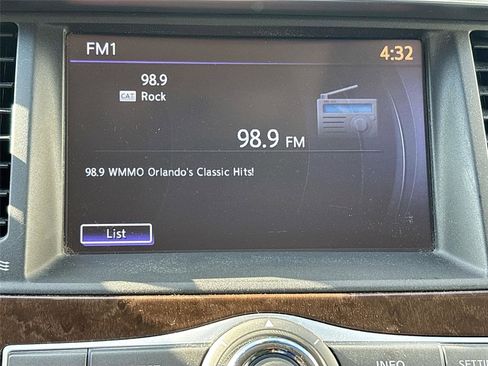 FM1 4:32
98.9
CAT. Rock
98.9 FM
98.9 WMMO Orlando's Classic Hits!
List
INFO